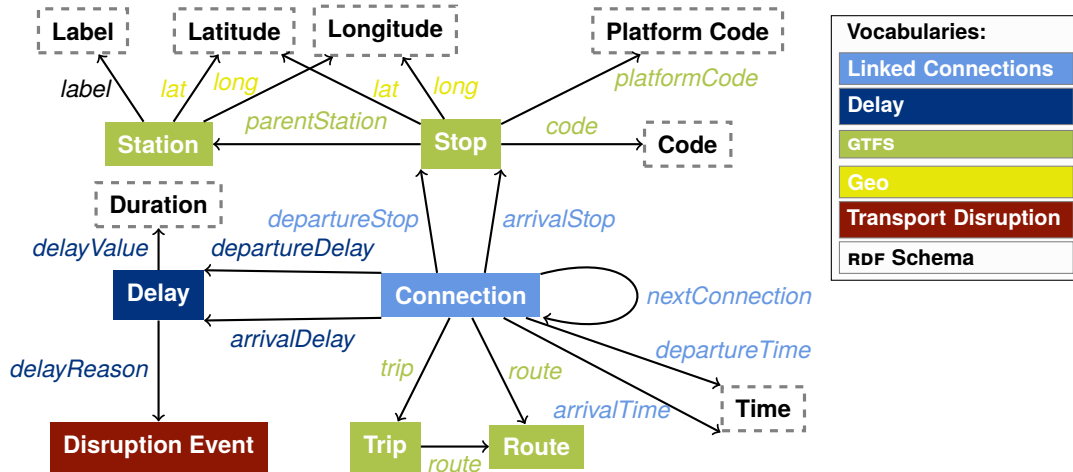 Label
Latitude
Longitude
Platform Code
label
lat
long
lat
long
platformCode
Station
parentStation
Stop
code
Code
Duration
departureStop
arrivalStop
delayValue
departureDelay
Delay
Connection
nextConnection
arrivalDelay
delayReason
trip
route
departureTime
arrivalTime
Time
Disruption Event
Trip
route
Route
Vocabularies:
Linked Connections
Delay
GTFS
Geo
Transport Disruption
RDF Schema